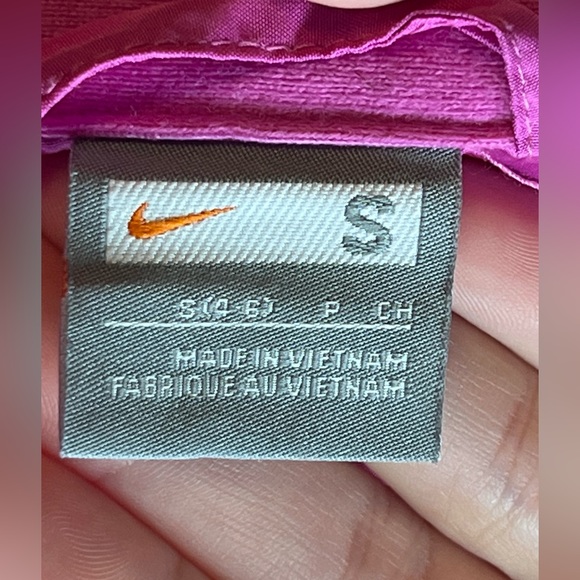 S
S(4-6) P CH
MADE IN VIETNAM
FABRIQUE AU VIETNAM